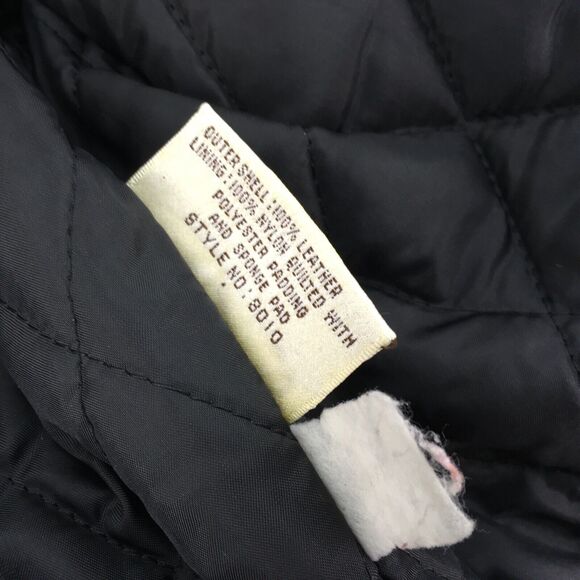 OUTER SHELL: 100% LEATHER
LINING: 100% NYLON QUILTED WITH
POLYESTER PADDING
AND SPONGE PAD
STYLE NO: 8010